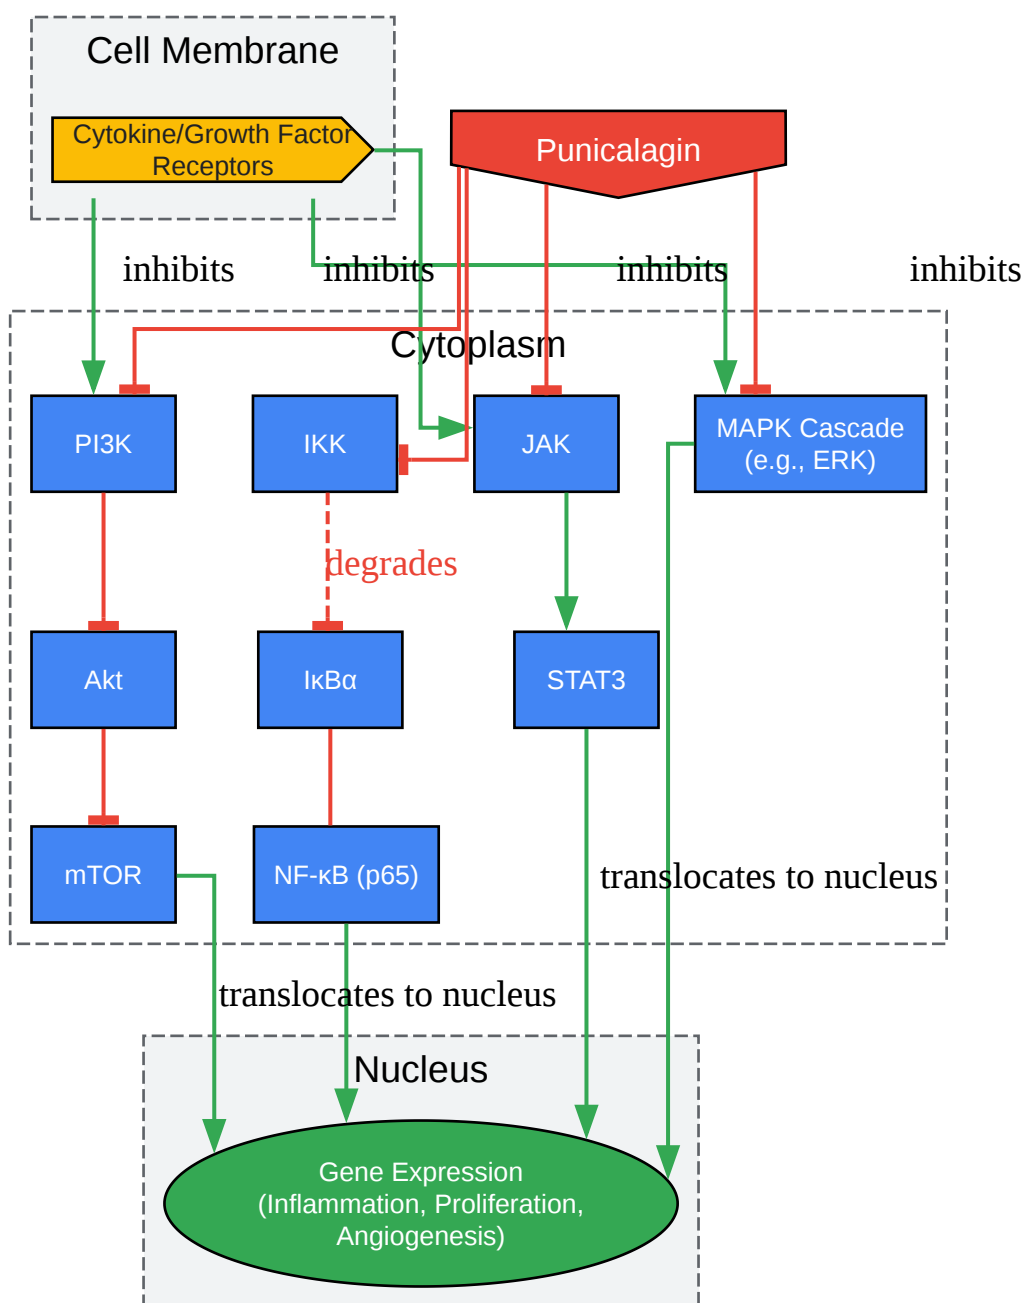 Cell Membrane
Cytokine/Growth Factor
Receptors
Punicalagin
inhibits
inhibits
inhibits
inhibits
Cytoplasm
PI3K
IKK
JAK
MAPK Cascade
(e.g., ERK)
degrades
Akt
IκBα
STAT3
mTOR
NF-κB (p65)
translocates to nucleus
translocates to nucleus
Nucleus
Gene Expression
(Inflammation, Proliferation,
Angiogenesis)